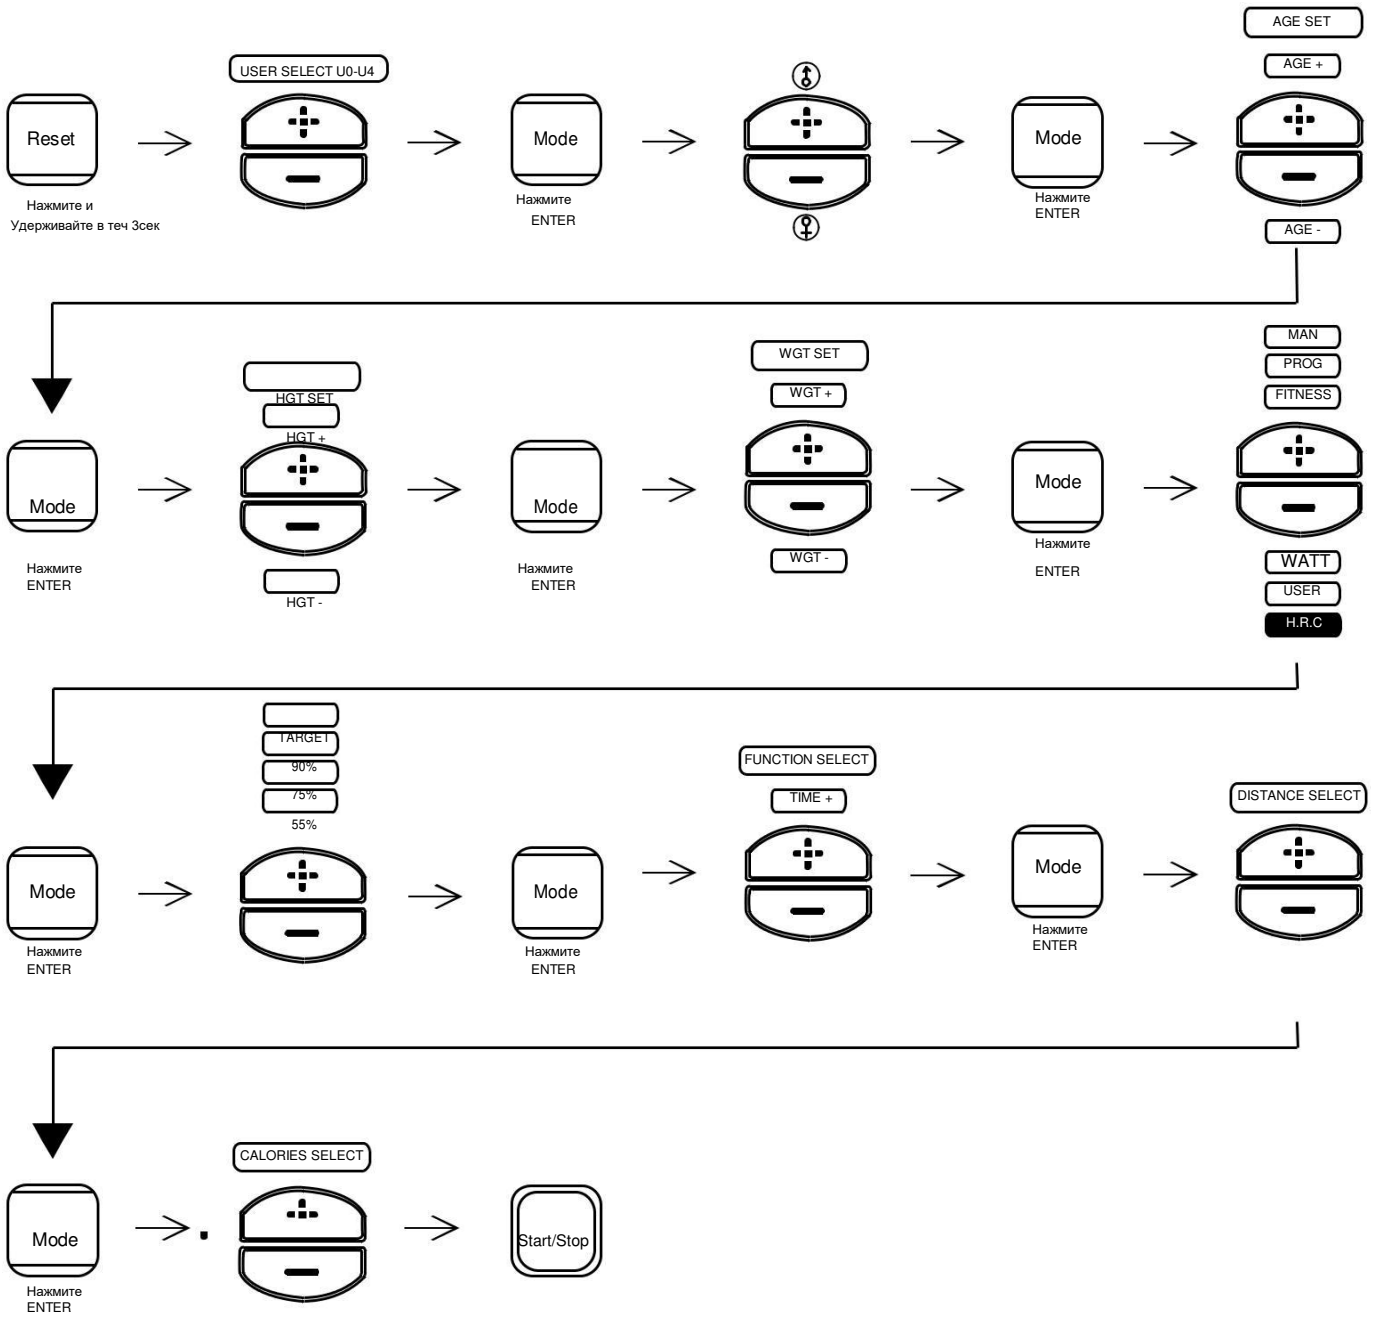 USER SELECT U0-U4
AGE SET
AGE +
Reset
Mode
Mode
Нажмите и
Удерживайте в теч 3сек
Нажмите
ENTER
Нажмите
ENTER
AGE -
HGT SET
HGT +
WGT SET
WGT +
MAN
PROG
FITNESS
Mode
Mode
Mode
Нажмите
ENTER
HGT -
Нажмите
ENTER
WGT -
Нажмите
ENTER
WATT
USER
H.R.C
TARGET
90%
75%
55%
FUNCTION SELECT
TIME +
DISTANCE SELECT
Mode
Mode
Mode
Нажмите
ENTER
Нажмите
ENTER
Нажмите
ENTER
CALORIES SELECT
Mode
Start/Stop
Нажмите
ENTER